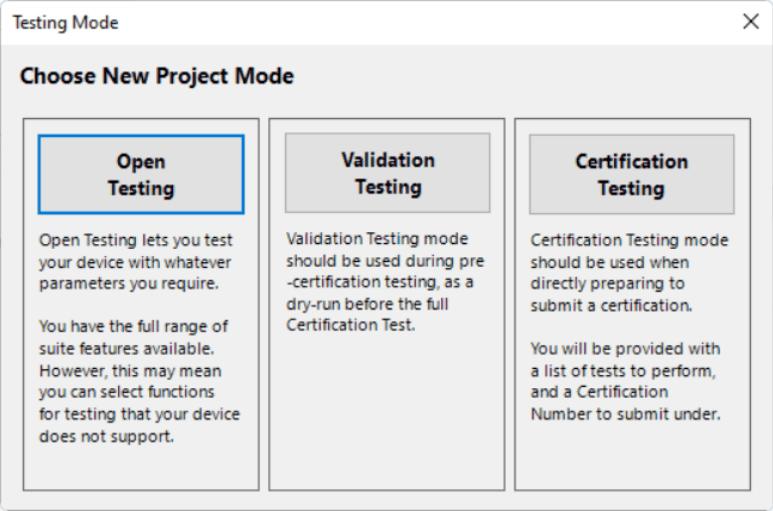 Testing Mode
Choose New Project Mode
Open
Testing
Open Testing lets you test
your device with whatever
parameters you require.
You have the full range of
suite features available.
However, this may mean
you can select functions
for testing that your device
does not support.
Validation
Testing
Validation Testing mode
should be used during pre
-certification testing, as a
dry-run before the full
Certification Test.
Certification
Testing
Certification Testing mode
should be used when
directly preparing to
submit a certification.
You will be provided with
a list of tests to perform,
and a Certification
Number to submit under.